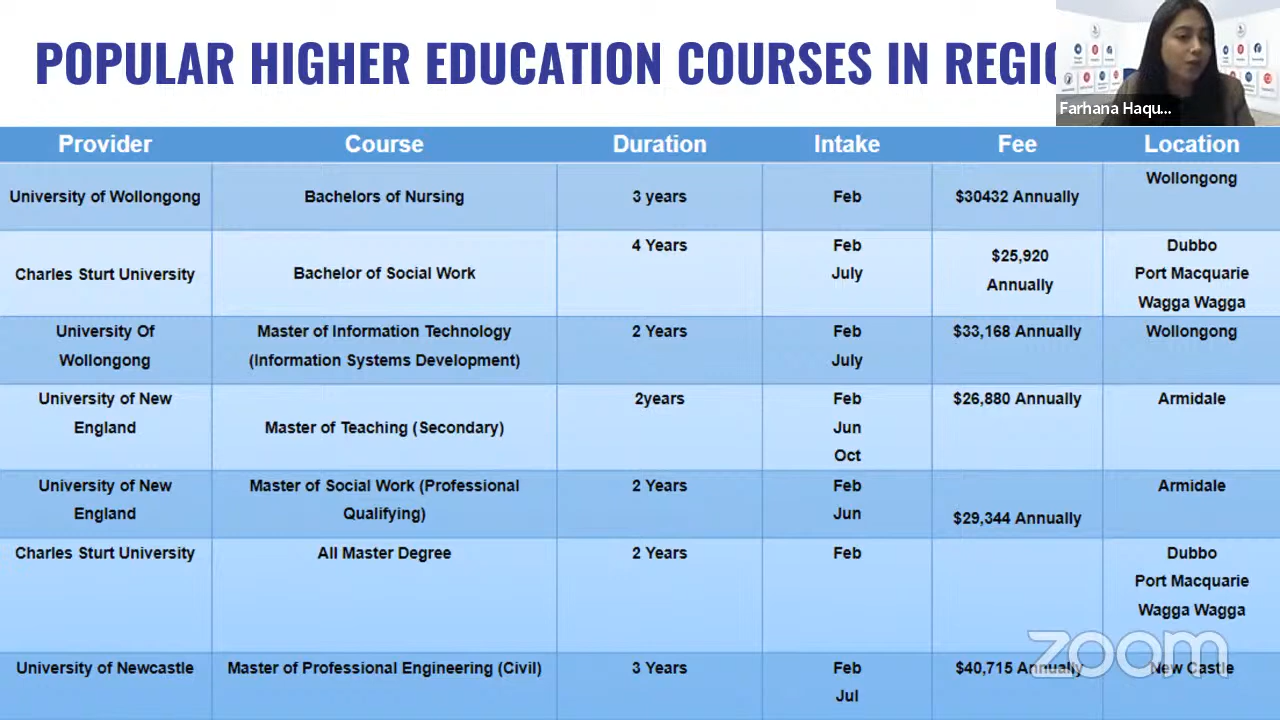 POPULAR HIGHER EDUCATION COURSES IN REGIO
Farhana Haqu...
Provider Course Duration Intake Fee Location
University of Wollongong Bachelors of Nursing 3 years Feb $30432 Annually Wollongong
Charles Sturt University Bachelor of Social Work 4 Years Feb July $25,920 Annually Dubbo Port Macquarie Wagga Wagga
University Of Wollongong Master of Information Technology (Information Systems Development) 2 Years Feb July $33,168 Annually Wollongong
University of New England Master of Teaching (Secondary) 2years Feb Jun Oct $26,880 Annually Armidale
University of New England Master of Social Work (Professional Qualifying) 2 Years Feb Jun $29,344 Annually Armidale
Charles Sturt University All Master Degree 2 Years Feb Dubbo Port Macquarie Wagga Wagga
University of Newcastle Master of Professional Engineering (Civil) 3 Years Feb Jul $40,715 Annually New Castle
zoom